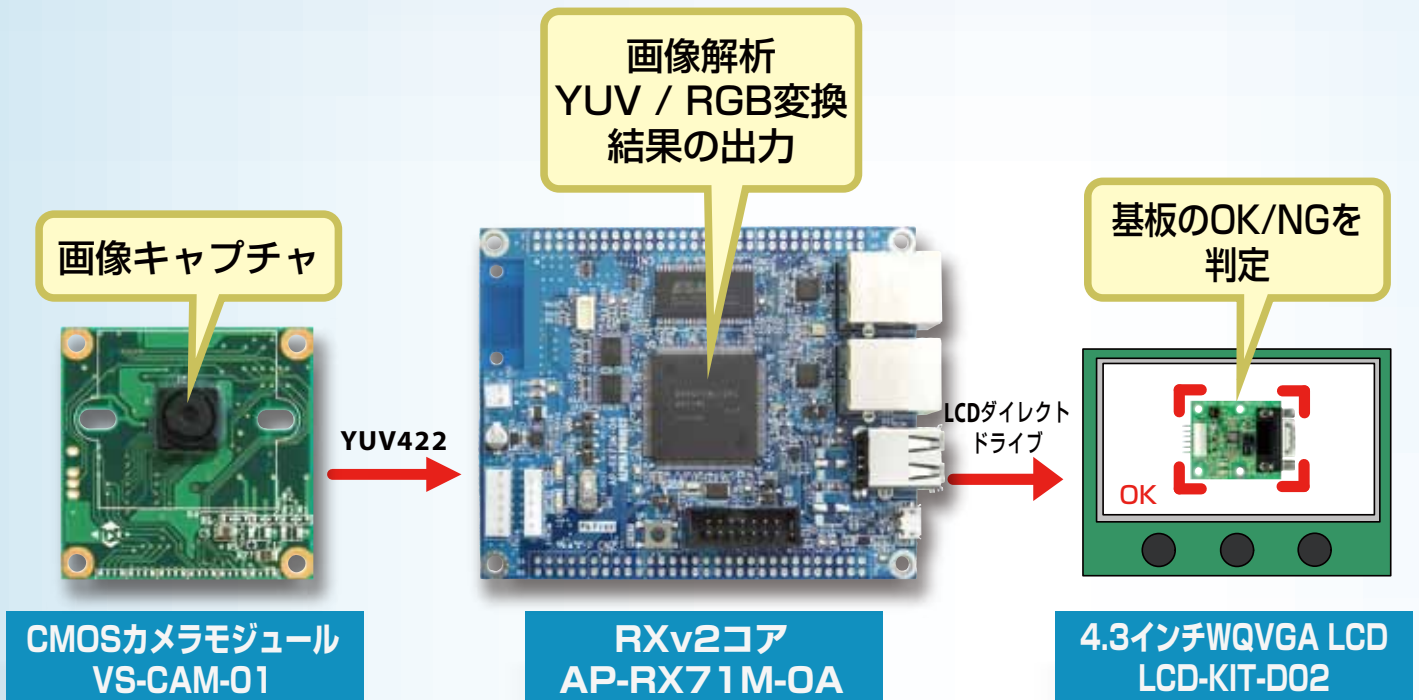 画像解析
YUV / RGB変換
結果の出力
画像キャプチャ
基板のOK/NGを
判定
YUV422
LCDダイレクト
ドライブ
OK
CMOSカメラモジュール
VS-CAM-01
RXv2コア
AP-RX71M-0A
4.3インチWQVGA LCD
LCD-KIT-D02